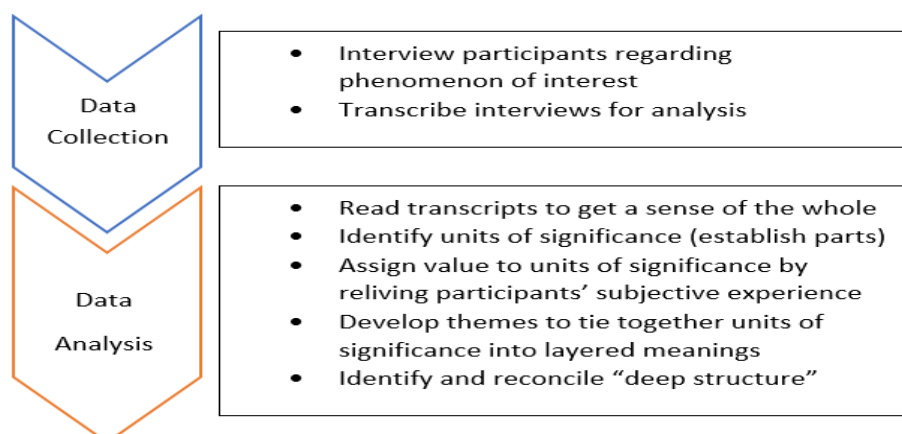 Data
Collection
• Interview participants regarding
phenomenon of interest
• Transcribe interviews for analysis
Data
Analysis
• Read transcripts to get a sense of the whole
• Identify units of significance (establish parts)
• Assign value to units of significance by
reliving participants’ subjective experience
• Develop themes to tie together units of
significance into layered meanings
• Identify and reconcile “deep structure”